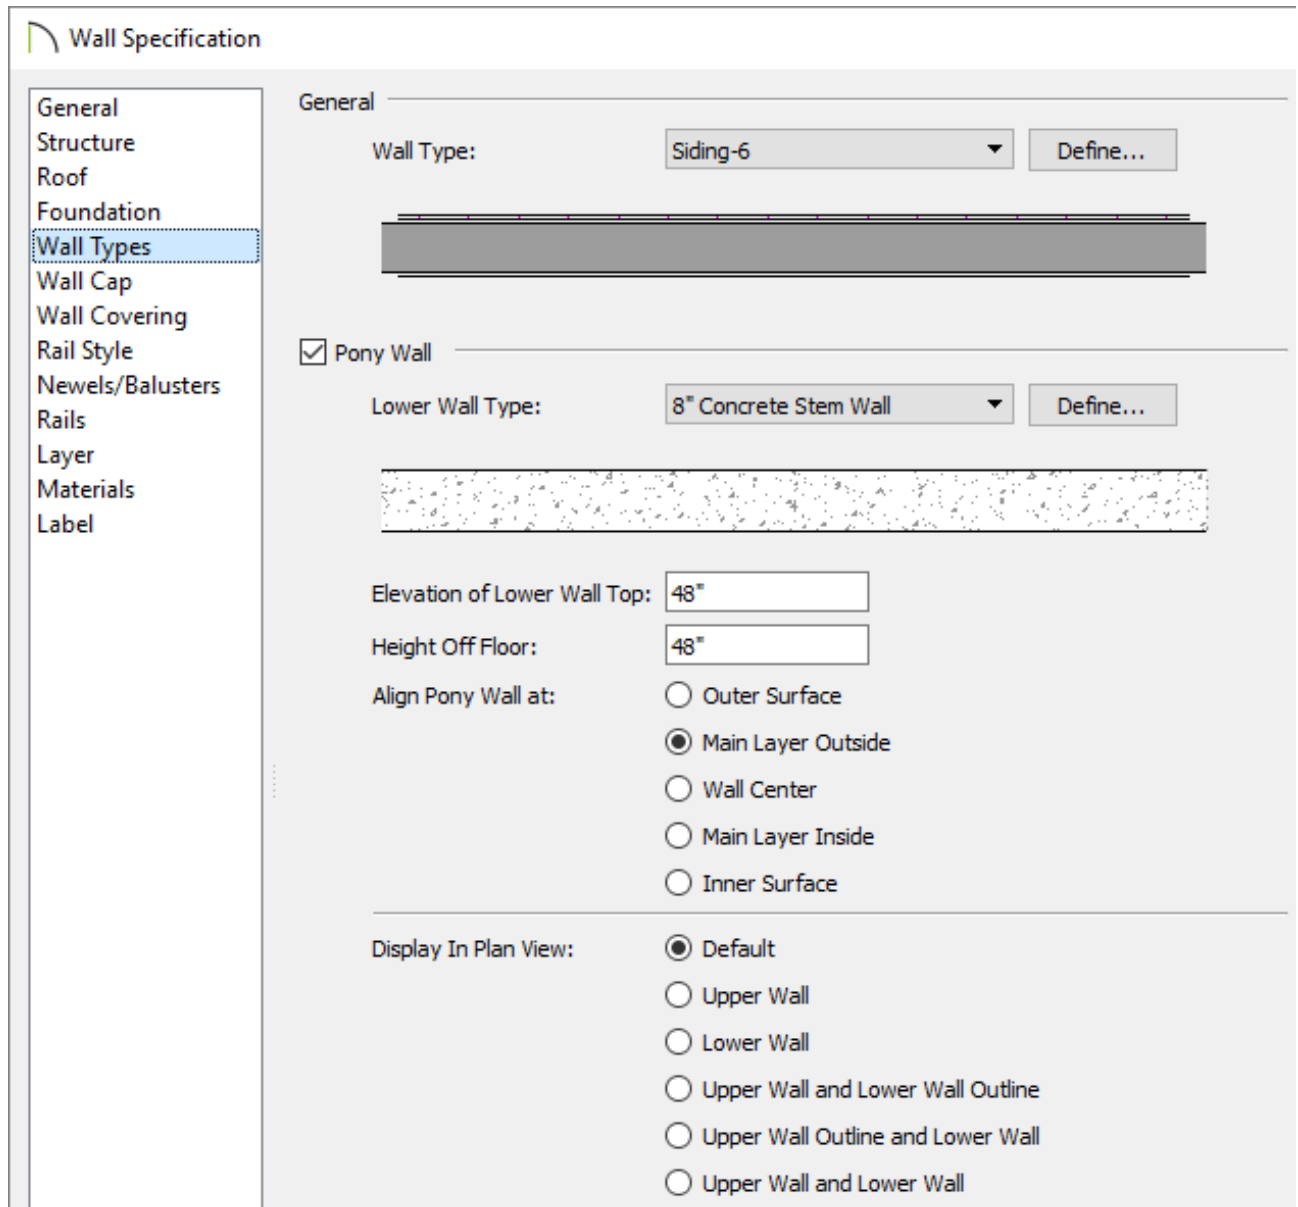 Wall Specification
General
Structure
Roof
Foundation
Wall Types
Wall Cap
Wall Covering
Rail Style
Newels/Balusters
Rails
Layer
Materials
Label
General
Wall Type: Siding-6 Define...
Pony Wall
Lower Wall Type: 8" Concrete Stem Wall Define...
Elevation of Lower Wall Top: 48"
Height Off Floor: 48"
Align Pony Wall at: Outer Surface
Main Layer Outside
Wall Center
Main Layer Inside
Inner Surface
Display In Plan View: Default
Upper Wall
Lower Wall
Upper Wall and Lower Wall Outline
Upper Wall Outline and Lower Wall
Upper Wall and Lower Wall